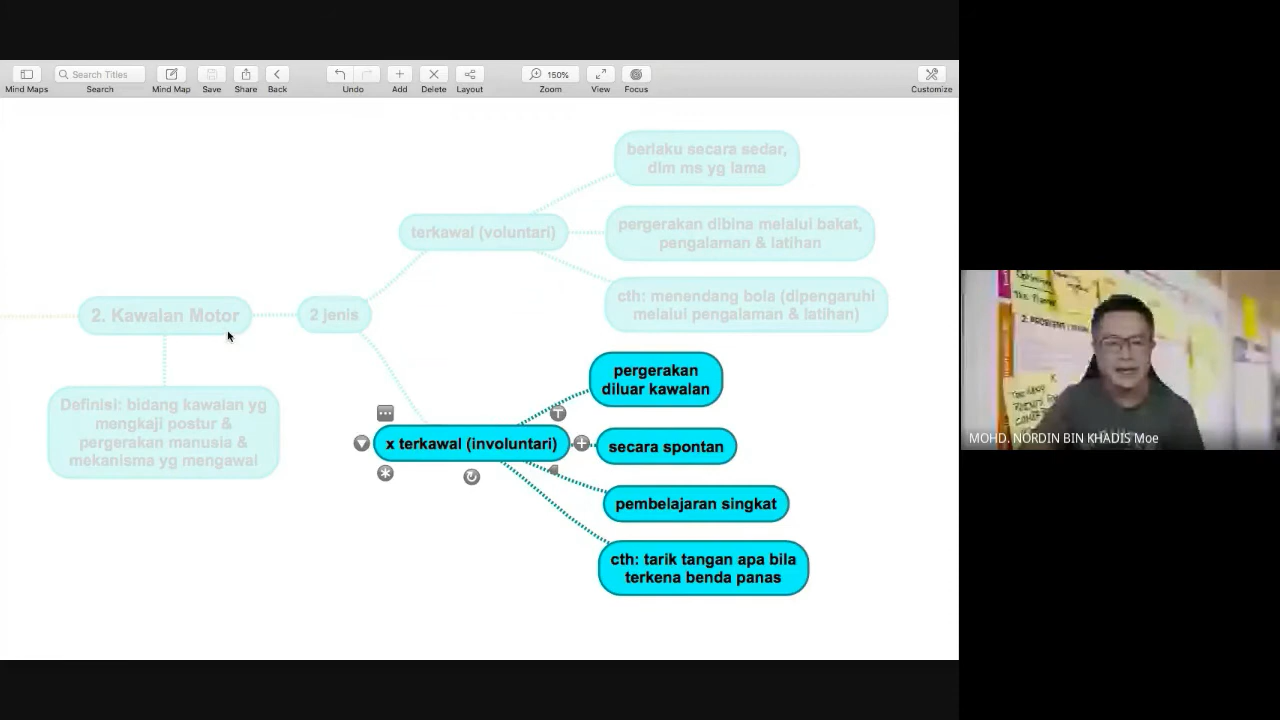 Search Titles
150%
Mind Maps
Search
Mind Map
Save
Share
Back
Undo
Add
Delete
Layout
Zoom
View
Focus
Customize
berlaku secara sedar,
dlm ms yg lama
terkawal (voluntari)
pergerakan dibina melalui bakat,
pengalaman & latihan
cth: menendang bola (dipengaruhi
melalui pengalaman & latihan)
2. Kawalan Motor
2 jenis
Definisi: bidang kawalan yg
mengkaji postur &
pergerakan manusia &
mekanisma yg mengawal
pergerakan
diluar kawalan
x terkawal (involuntari)
secara spontan
pembelajaran singkat
cth: tarik tangan apa bila
terkena benda panas
MOHD. NORDIN BIN KHADIS Moe